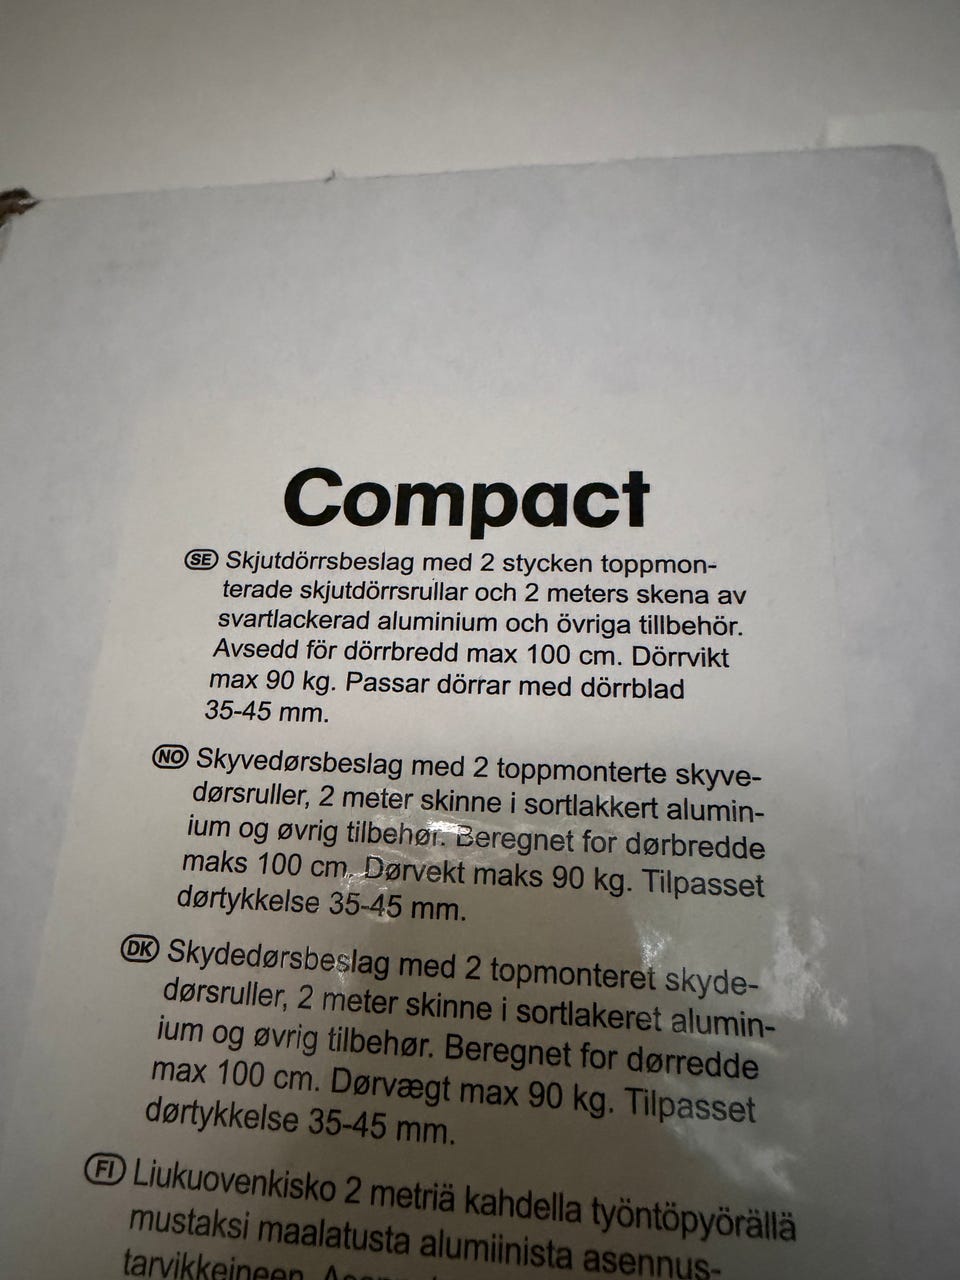 Compact
SE Skjutdörrsbeslag med 2 stycken toppmon-
terade skjutdörrsrullar och 2 meters skena av
svartlackerad aluminium och övriga tillbehör.
Avsedd för dörrbredd max 100 cm. Dörrvikt
max 90 kg. Passar dörrar med dörrblad
35-45 mm.
NO Skyvedørsbeslag med 2 toppmonterte skyve-
dørsruller, 2 meter skinne i sortlakkert alumin-
ium og øvrig tilbehør. Beregnet for dørbredde
maks 100 cm. Dørvekt maks 90 kg. Tilpasset
dørtykkelse 35-45 mm.
DK Skydedørsbeslag med 2 topmonteret skyde-
dørsruller, 2 meter skinne i sortlakeret alumin-
ium og øvrig tilbehør. Beregnet for dørredde
max 100 cm. Dørvægt max 90 kg. Tilpasset
dørtykkelse 35-45 mm.
FI Liukuovenkisko 2 metriä kahdella työntöpyörällä
mustaksi maalatusta alumiinista asennus-
tarvikkeineen.